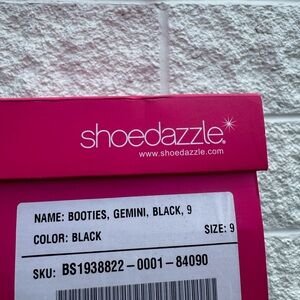 shoedazzle®
www.shoedazzle.com
NAME: BOOTIES, GEMINI, BLACK, 9
COLOR: BLACK SIZE: 9
SKU: BS1938822-0001-84090